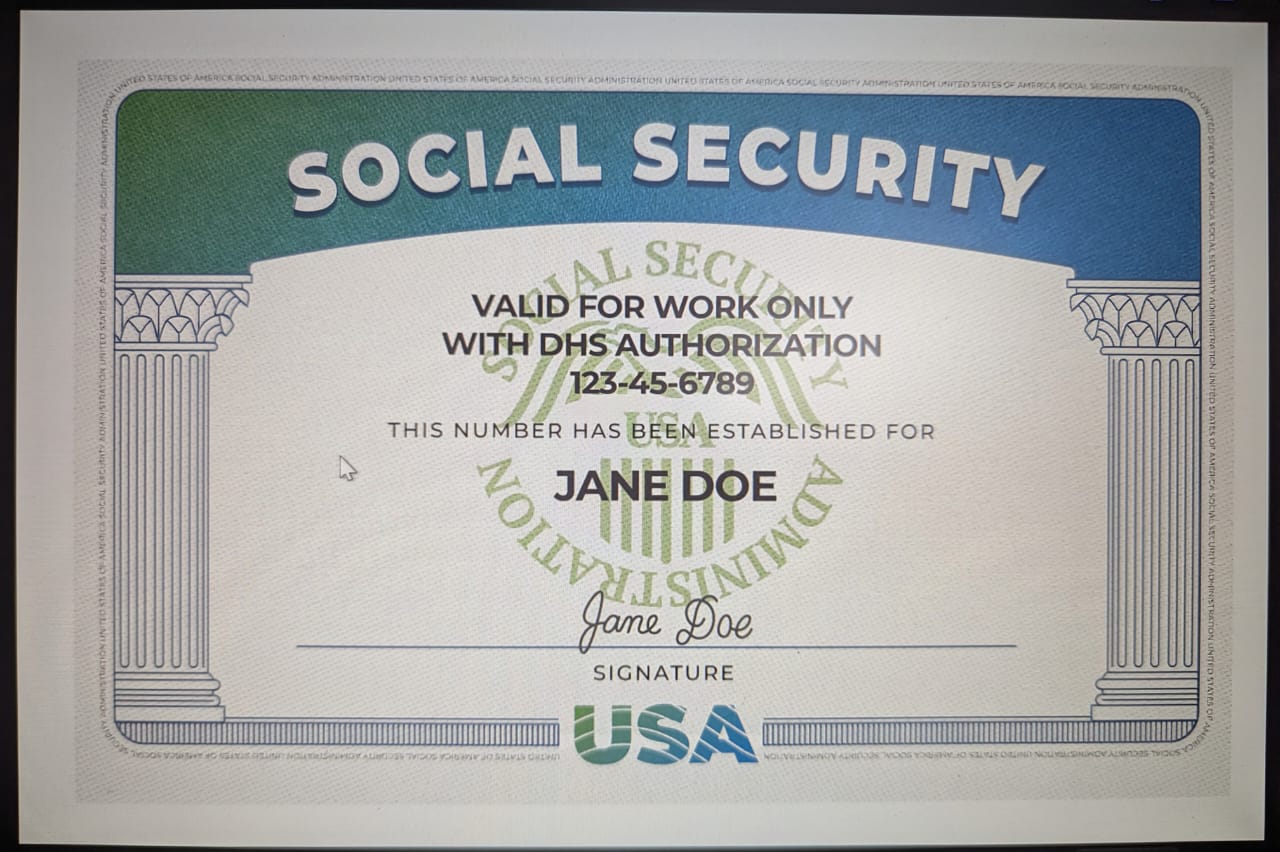 UNITED STATES OF AMERICA SOCIAL SECURITY ADMINISTRATION UNITED STATES OF AMERICA SOCIAL SECURITY ADMINISTRATION UNITED STATES OF AMERICA SOCIAL SECURITY ADMINISTRATION UNITED STATES OF AMERICA SOCIAL SECURITY ADMINISTRATION
SOCIAL SECURITY
SOCIAL SECURITY
VALID FOR WORK ONLY
WITH DHS AUTHORIZATION
123-45-6789
USA
THIS NUMBER HAS BEEN ESTABLISHED FOR
JANE DOE
ADMINISTRATION
Jane Doe
SIGNATURE
USA